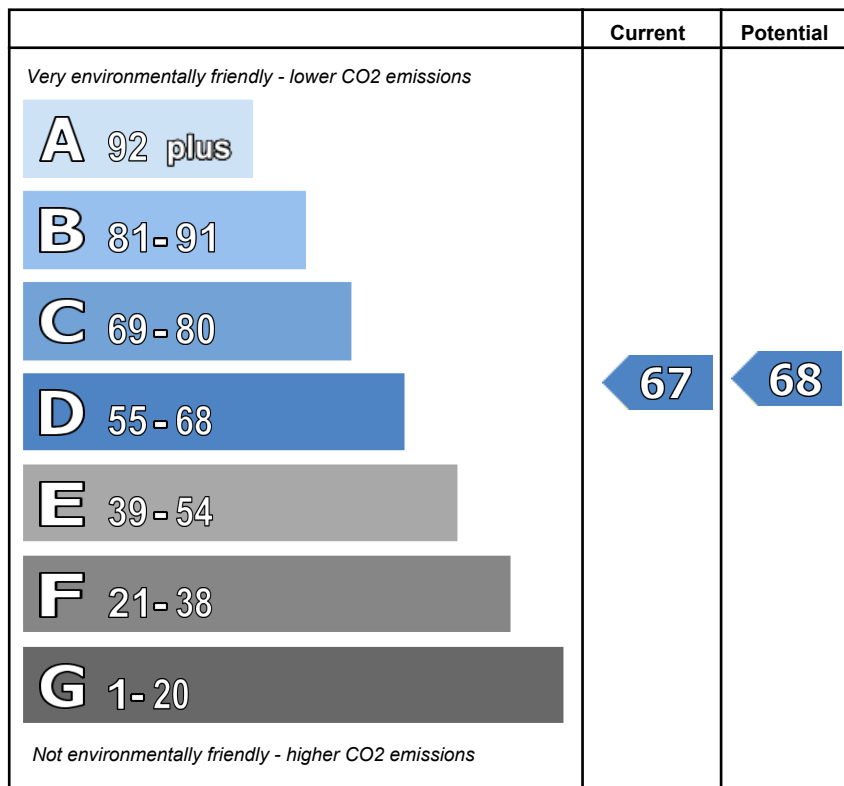 Current Potential
Very environmentally friendly - lower CO2 emissions
A 92 plus
B 81-91
C 69-80
D 55-68
67 68
E 39-54
F 21-38
G 1-20
Not environmentally friendly - higher CO2 emissions